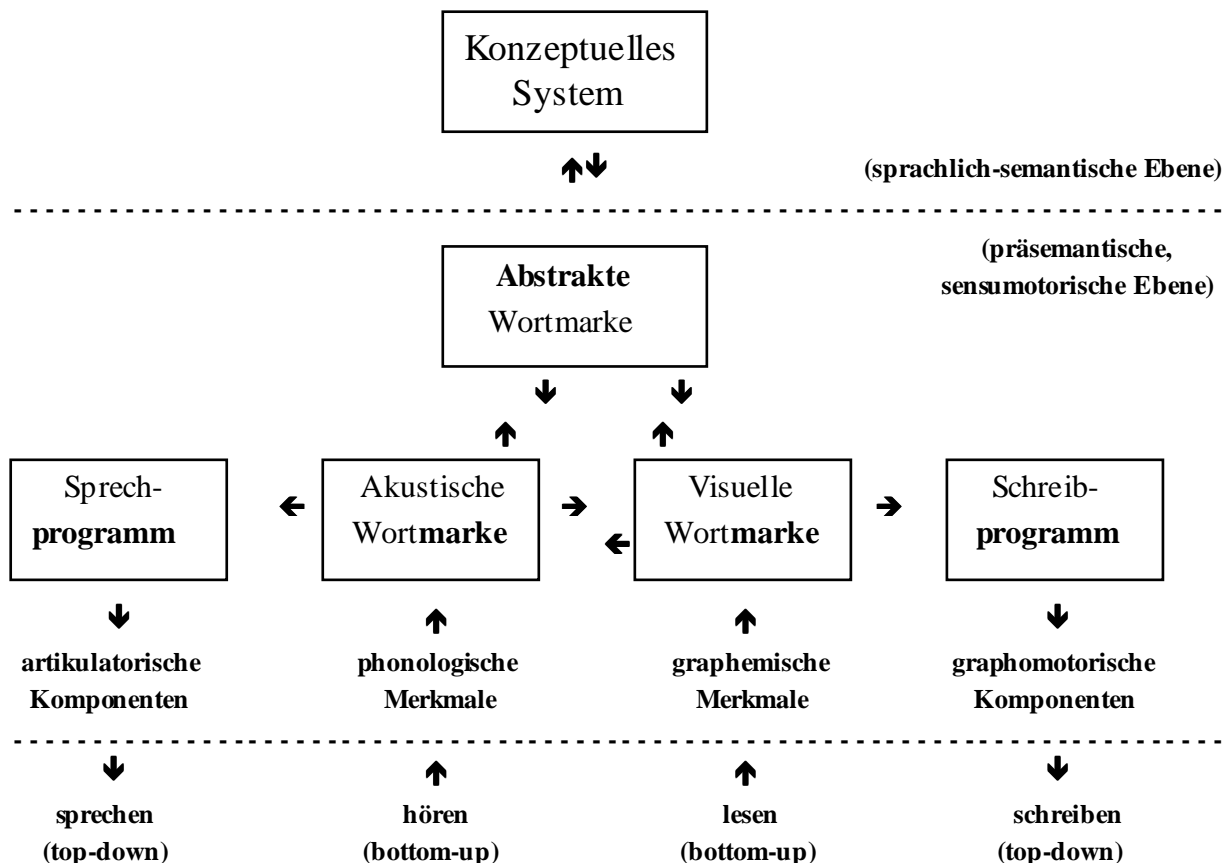 Konzeptuelles
System
(sprachlich-semantische Ebene)
(präsemantische,
sensumotorische Ebene)
Abstrakte
Wortmarke
Sprech-
programm
Akustische
Wortmarke
Visuelle
Wortmarke
Schreib-
programm
artikulatorische
Komponenten
phonologische
Merkmale
graphemische
Merkmale
graphomotorische
Komponenten
sprechen
(top-down)
hören
(bottom-up)
lesen
(bottom-up)
schreiben
(top-down)